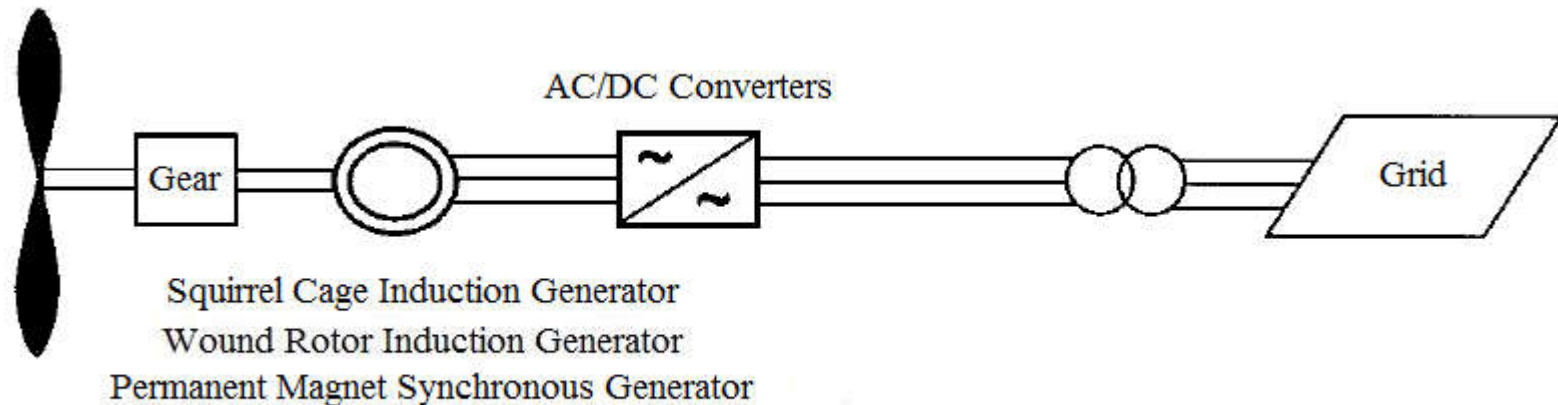 AC/DC Converters
Gear
Grid
Squirrel Cage Induction Generator
Wound Rotor Induction Generator
Permanent Magnet Synchronous Generator